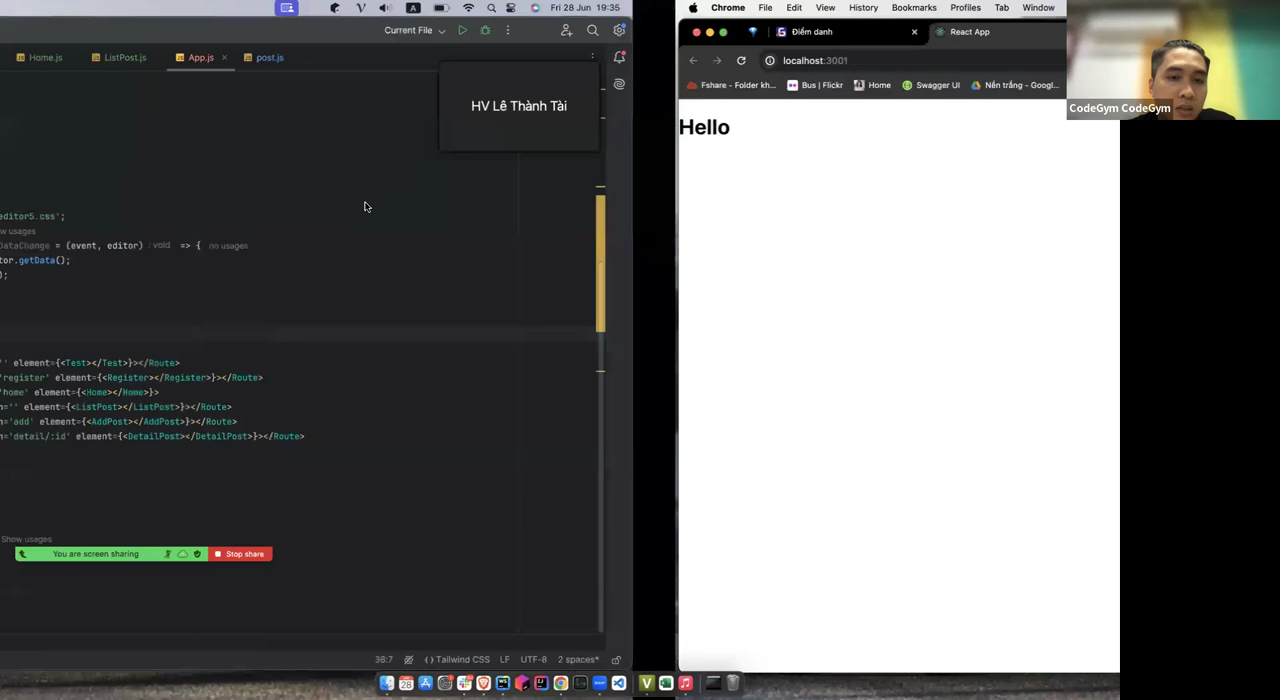 Fri 28 Jun 19:35
Current File
Home.js
ListPost.js
App.js
post.js
HV Lê Thành Tài
editor5.css';
w usages
DataChange = (event, editor) : void => { no usages
tor.getData();
);
'' element={<Test></Test>}></Route>
'register' element={<Register></Register>}></Route>
'home' element={<Home></Home>}>
h='' element={<ListPost></ListPost>}></Route>
h='add' element={<AddPost></AddPost>}></Route>
h='detail/:id' element={<DetailPost></DetailPost>}></Route>
Show usages
You are screen sharing
Stop share
36:7
Tailwind CSS
LF
UTF-8
2 spaces*
Chrome File Edit View History Bookmarks Profiles Tab Window
Điểm danh
React App
localhost:3001
Fshare - Folder kh...
Bus | Flickr
Home
Swagger UI
Nền trắng - Googl...
Hello
CodeGym CodeGym